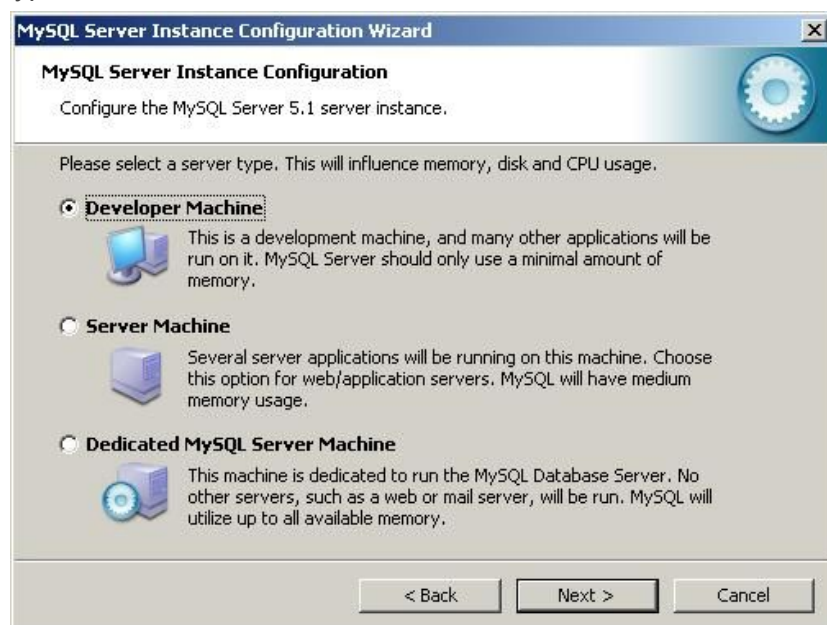 MySQL Server Instance Configuration Wizard
MySQL Server Instance Configuration
Configure the MySQL Server 5.1 server instance.
Please select a server type. This will influence memory, disk and CPU usage.
Developer Machine
This is a development machine, and many other applications will be
run on it. MySQL Server should only use a minimal amount of
memory.
Server Machine
Several server applications will be running on this machine. Choose
this option for web/application servers. MySQL will have medium
memory usage.
Dedicated MySQL Server Machine
This machine is dedicated to run the MySQL Database Server. No
other servers, such as a web or mail server, will be run. MySQL will
utilize up to all available memory.
< Back Next > Cancel